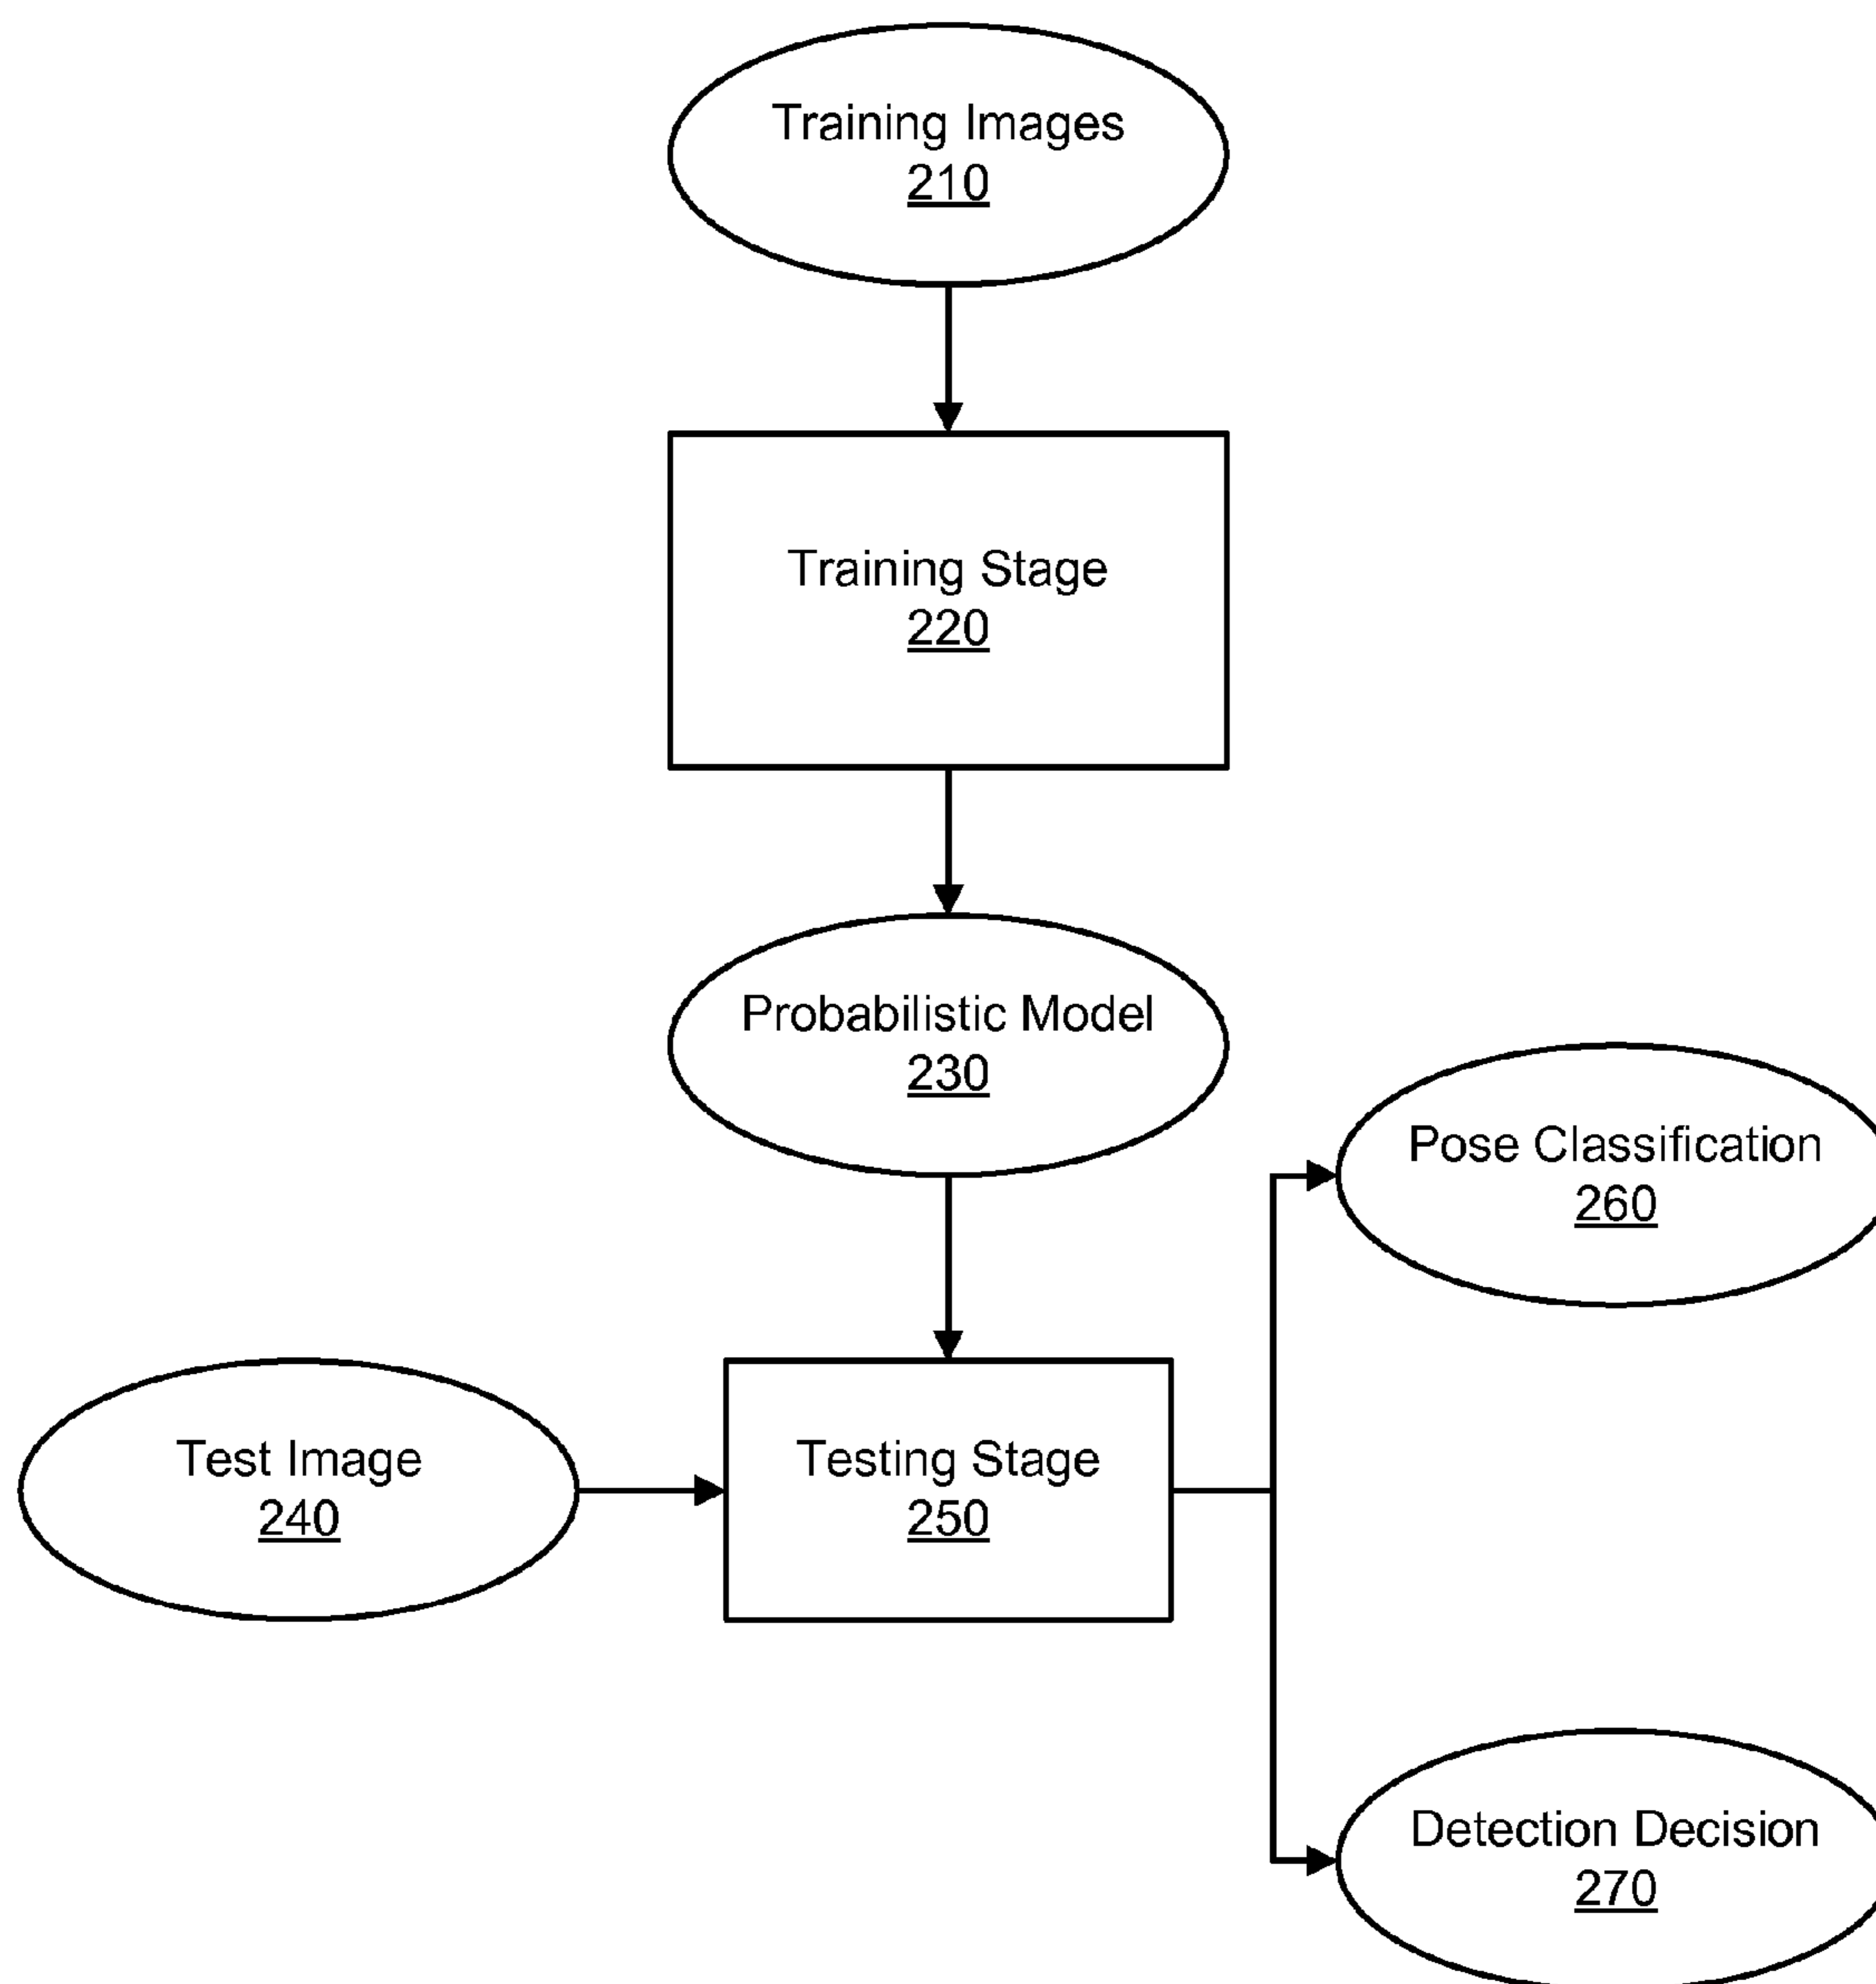 Training Images
210
Training Stage
220
Probabilistic Model
230
Pose Classification
260
Test Image
240
Testing Stage
250
Detection Decision
270